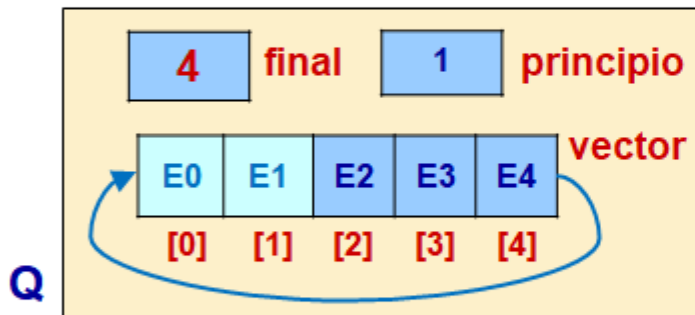 4 final 1 principio
vector
E0 E1 E2 E3 E4
[0] [1] [2] [3] [4]
Q